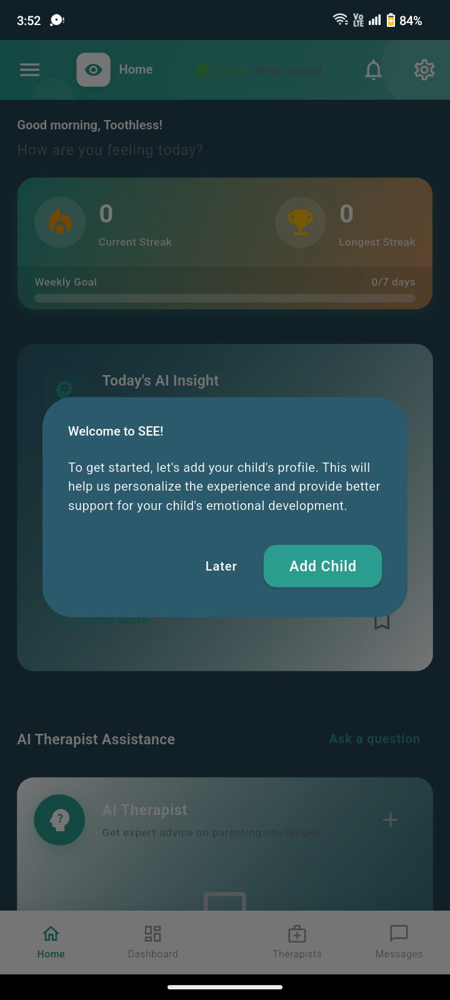 3:52
Vo
LTE
84%
Home
Online
Never synced
Good morning, Toothless!
How are you feeling today?
0
Current Streak
0
Longest Streak
Weekly Goal
0/7 days
Today's AI Insight
Welcome to SEE!
To get started, let's add your child's profile. This will
help us personalize the experience and provide better
support for your child's emotional development.
Later
Add Child
Read More
AI Therapist Assistance
Ask a question
AI Therapist
Get expert advice on parenting challenges
Home
Dashboard
Therapists
Messages